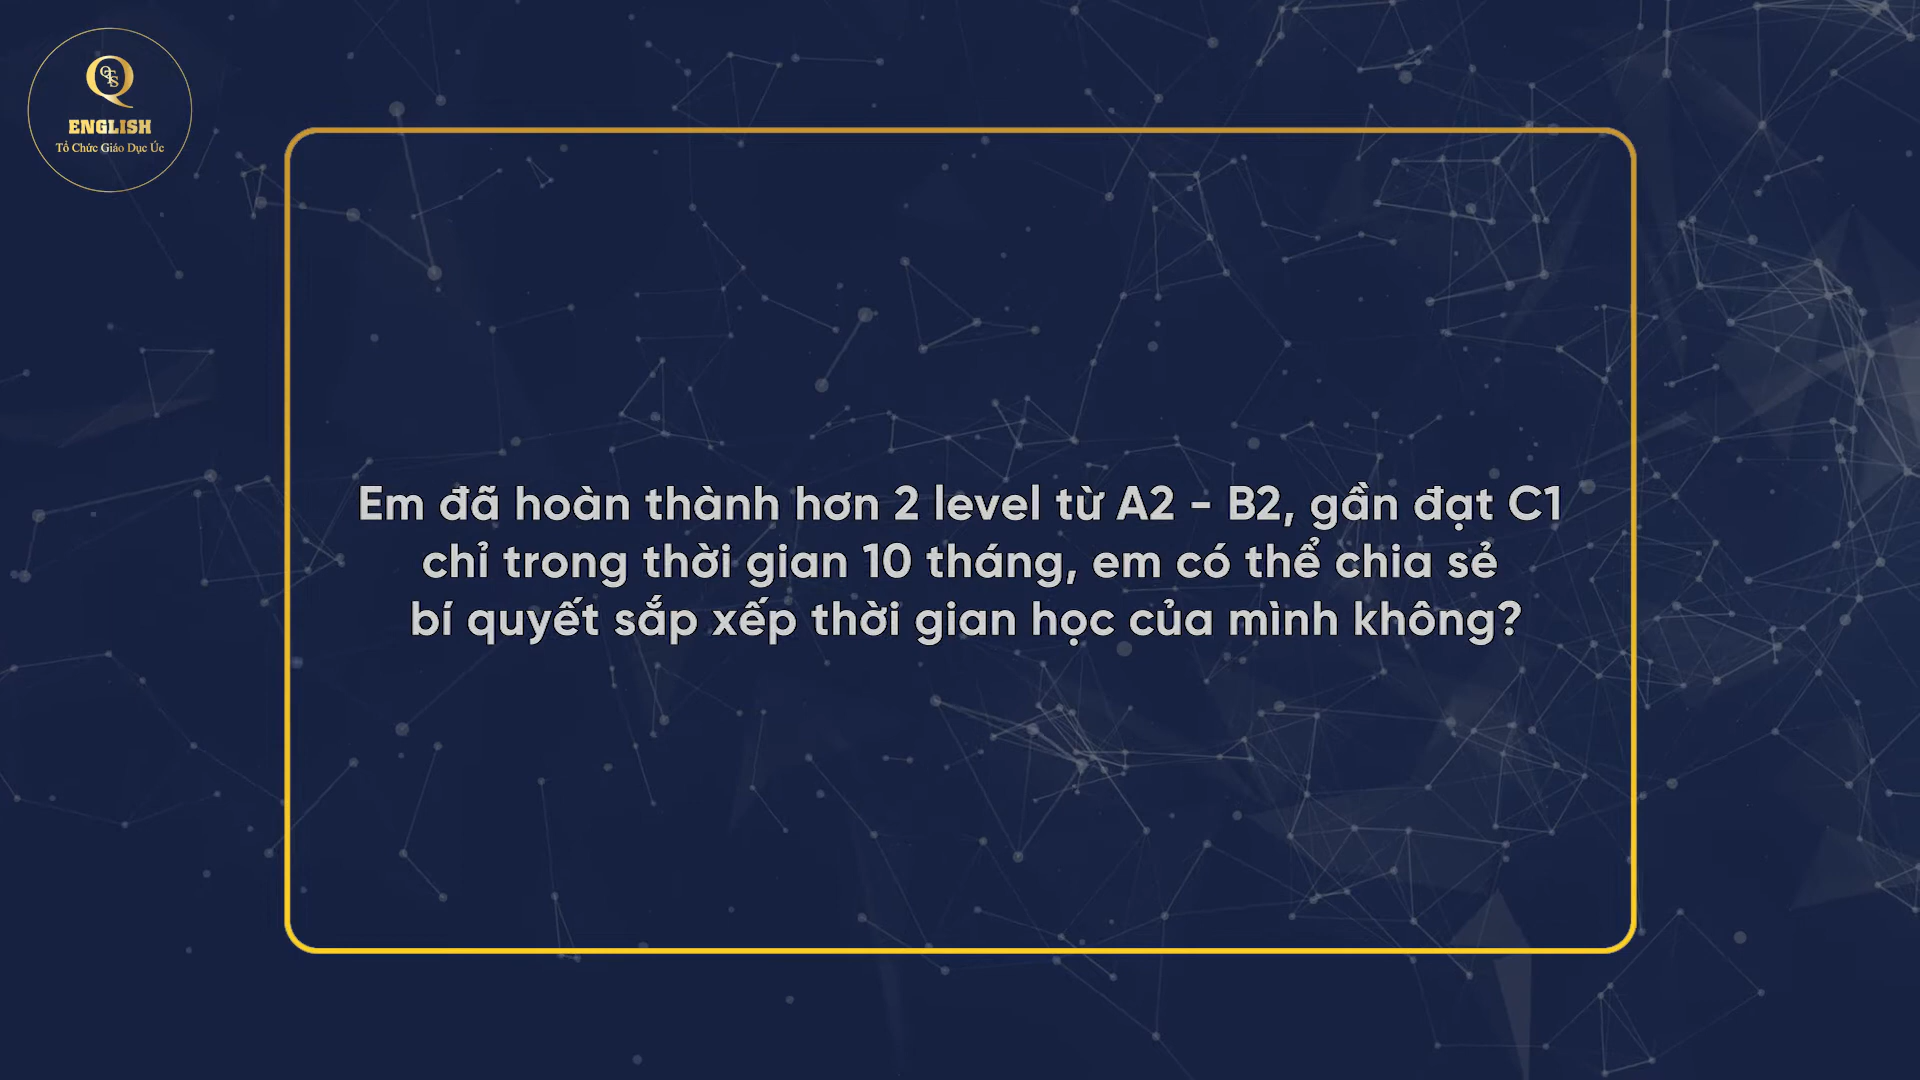 QTS
ENGLISH
Tổ Chức Giáo Dục Úc
Em đã hoàn thành hơn 2 level từ A2 - B2, gần đạt C1
chỉ trong thời gian 10 tháng, em có thể chia sẻ
bí quyết sắp xếp thời gian học của mình không?